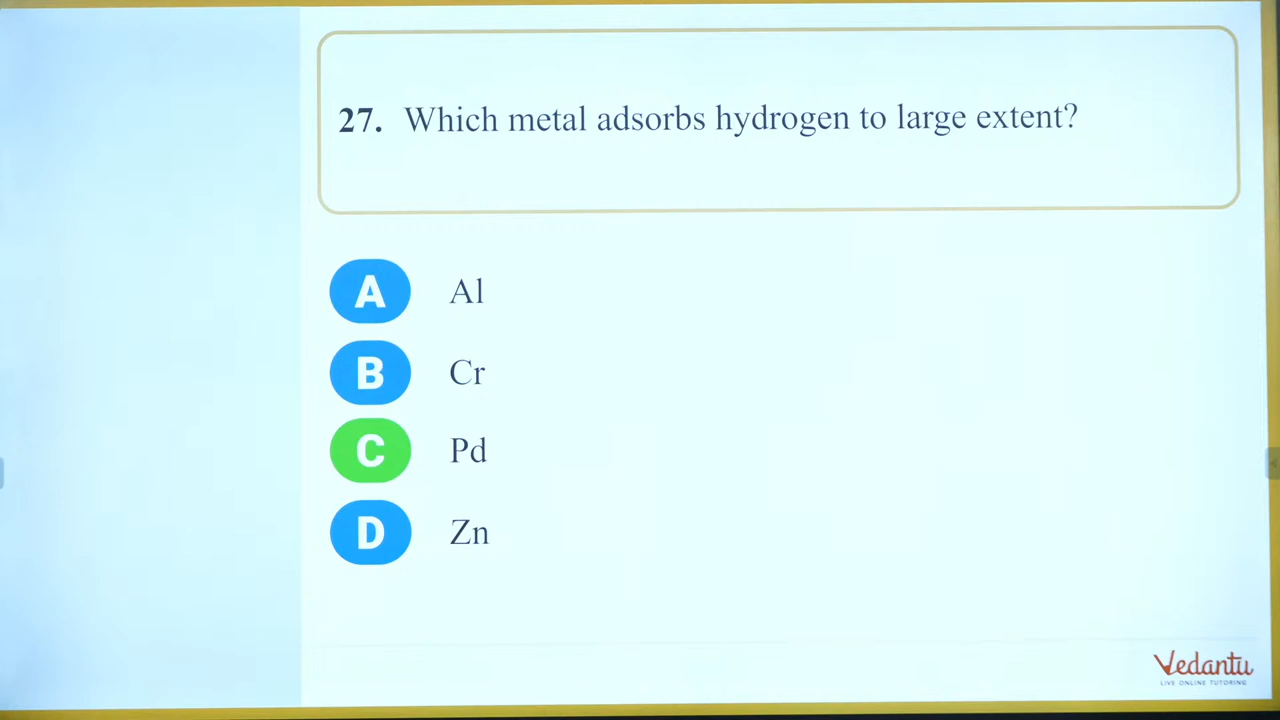 27. Which metal adsorbs hydrogen to large extent?
A Al
B Cr
C Pd
D Zn
Vedantu
LIVE ONLINE TUTORING